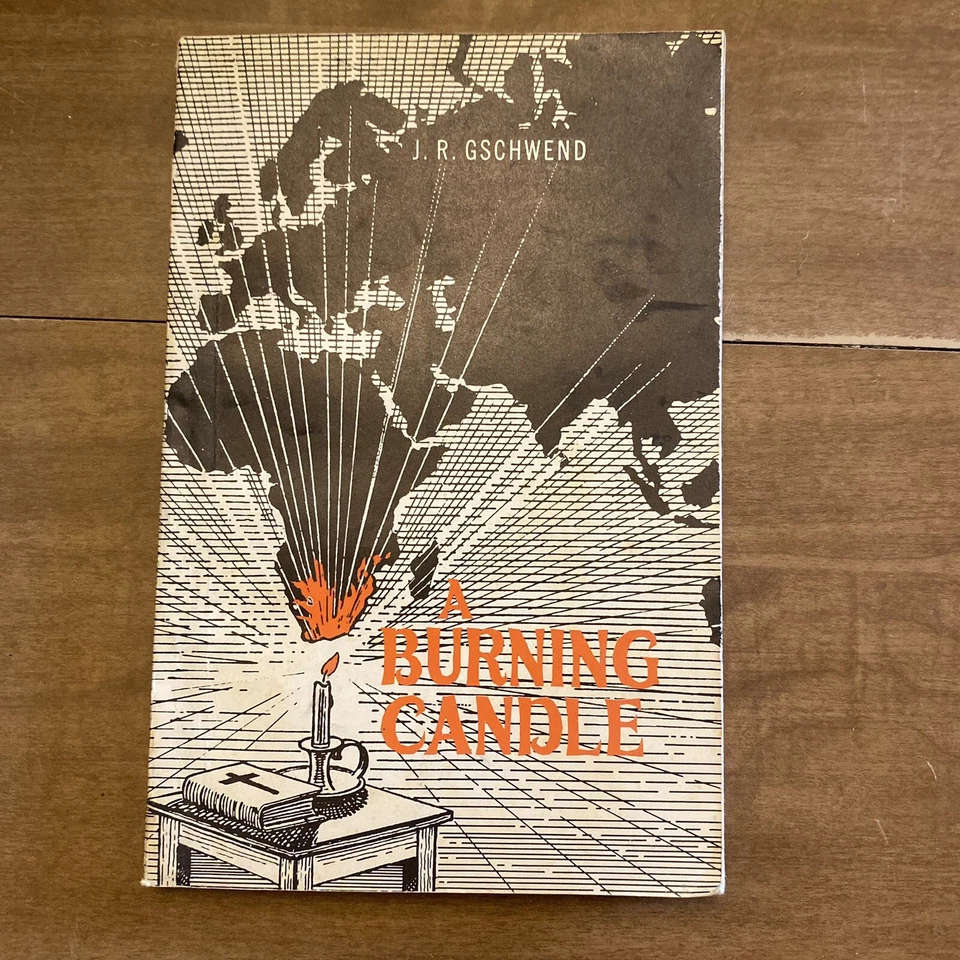 J. R. GSCHWEND
A
BURNING
CANDLE